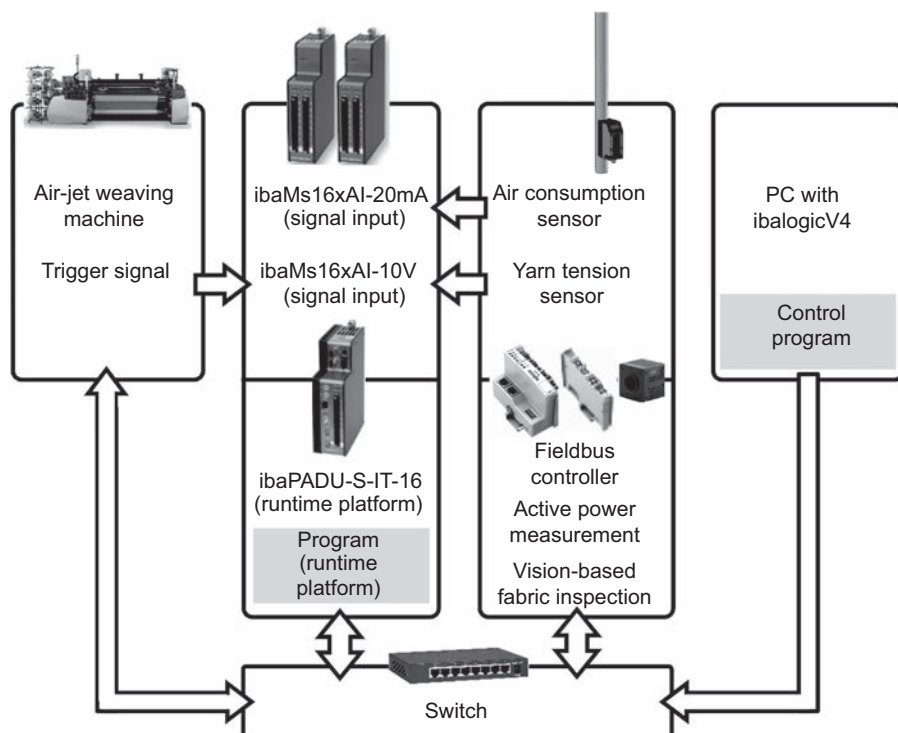 Air-jet weaving
machine
Trigger signal
ibaMs16xAI-20mA
(signal input)
ibaMs16xAI-10V
(signal input)
ibaPADU-S-IT-16
(runtime platform)
Program
(runtime
platform)
Air consumption
sensor
Yarn tension
sensor
Fieldbus
controller
Active power
measurement
Vision-based
fabric inspection
PC with
ibalogicV4
Control
program
Switch